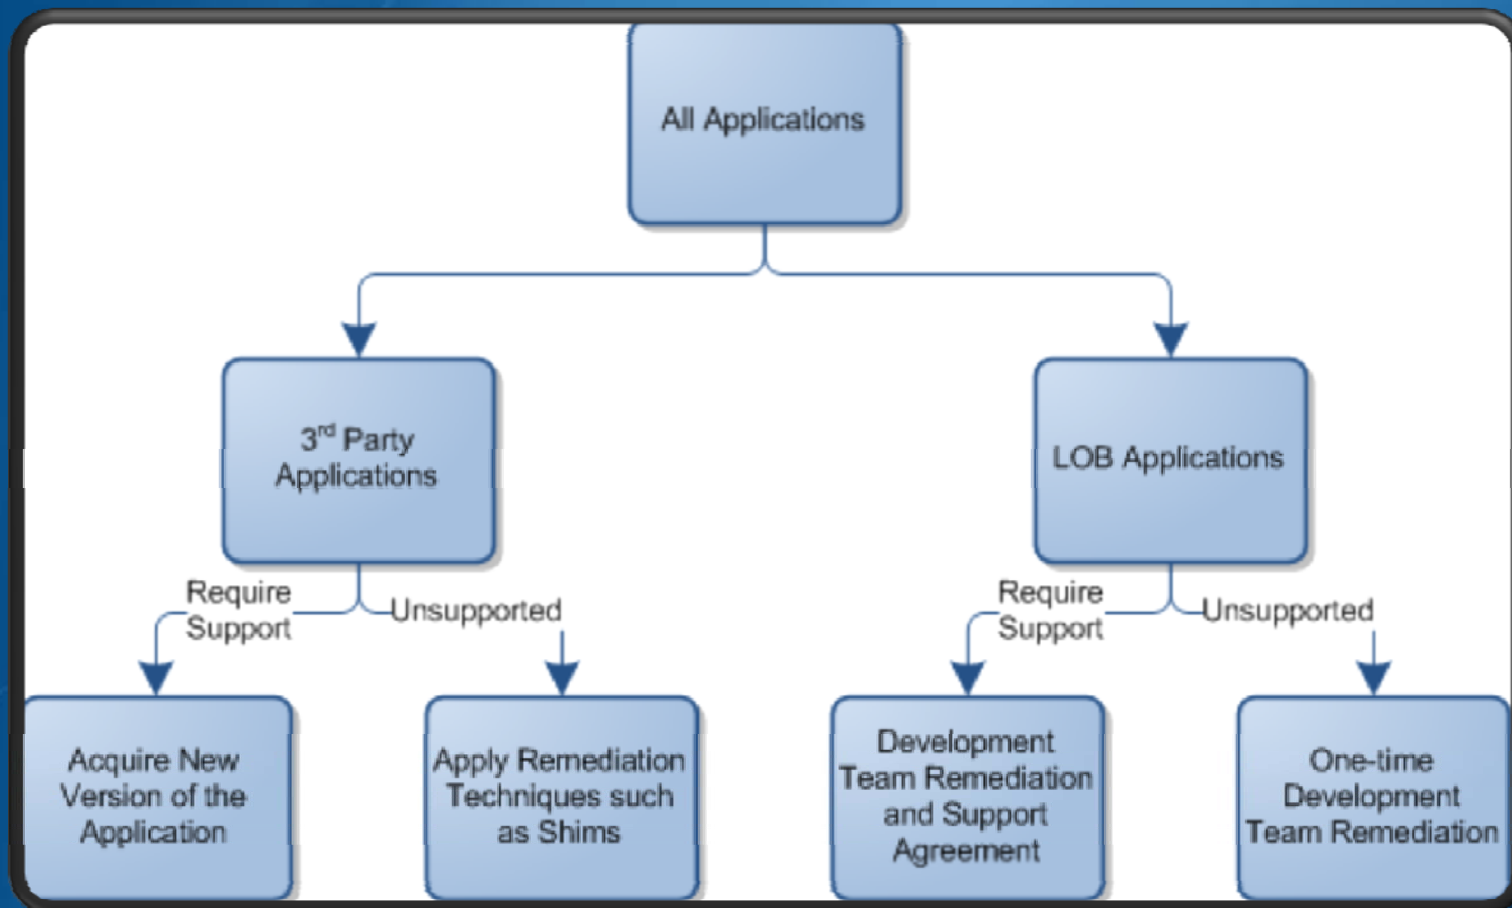 All Applications
3rd Party
Applications
LOB Applications
Require
Support
Unsupported
Require
Support
Unsupported
Acquire New
Version of the
Application
Apply Remediation
Techniques such
as Shims
Development
Team Remediation
and Support
Agreement
One-time
Development
Team Remediation